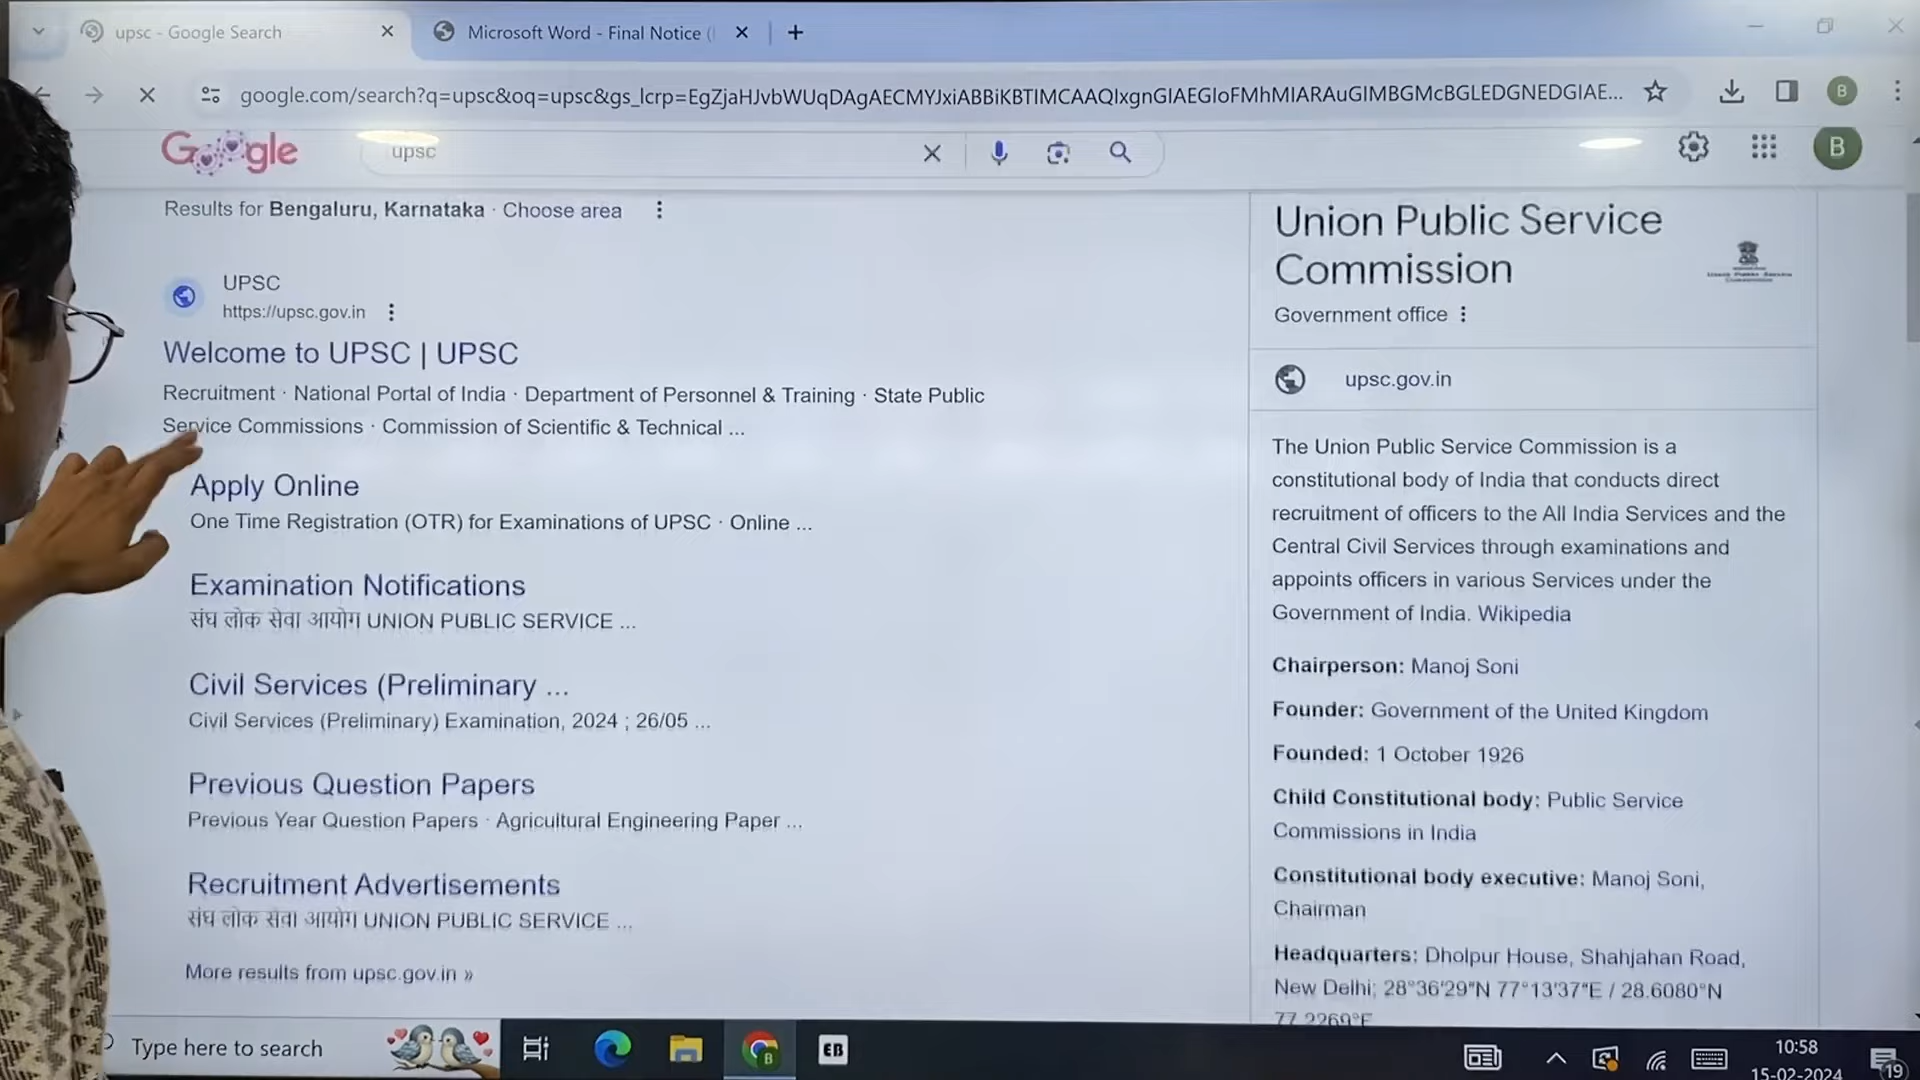 upsc - Google Search
Microsoft Word - Final Notice (
google.com/search?q=upsc&oq=upsc&gs_lcrp=EgZjaHJvbWUqDAgAECMYJxiABBiKBTIMCAAQIxgnGIAEGIoFMhMIARAuGIMBGMcBGLEDGNEDGIAE...
B
Google
upsc
B
Results for Bengaluru, Karnataka · Choose area
UPSC
https://upsc.gov.in
Welcome to UPSC | UPSC
Recruitment · National Portal of India · Department of Personnel & Training · State Public
Service Commissions · Commission of Scientific & Technical ...
Apply Online
One Time Registration (OTR) for Examinations of UPSC · Online ...
Examination Notifications
संघ लोक सेवा आयोग UNION PUBLIC SERVICE ...
Civil Services (Preliminary ...
Civil Services (Preliminary) Examination, 2024 ; 26/05 ...
Previous Question Papers
Previous Year Question Papers · Agricultural Engineering Paper ...
Recruitment Advertisements
संघ लोक सेवा आयोग UNION PUBLIC SERVICE ...
More results from upsc.gov.in »
Union Public Service
Commission
Government office
upsc.gov.in
The Union Public Service Commission is a
constitutional body of India that conducts direct
recruitment of officers to the All India Services and the
Central Civil Services through examinations and
appoints officers in various Services under the
Government of India. Wikipedia
Chairperson: Manoj Soni
Founder: Government of the United Kingdom
Founded: 1 October 1926
Child Constitutional body: Public Service
Commissions in India
Constitutional body executive: Manoj Soni,
Chairman
Headquarters: Dholpur House, Shahjahan Road,
New Delhi; 28°36′29″N 77°13′37″E / 28.6080°N
77.2269°E
Type here to search
B
EB
10:58
15-02-2024
19